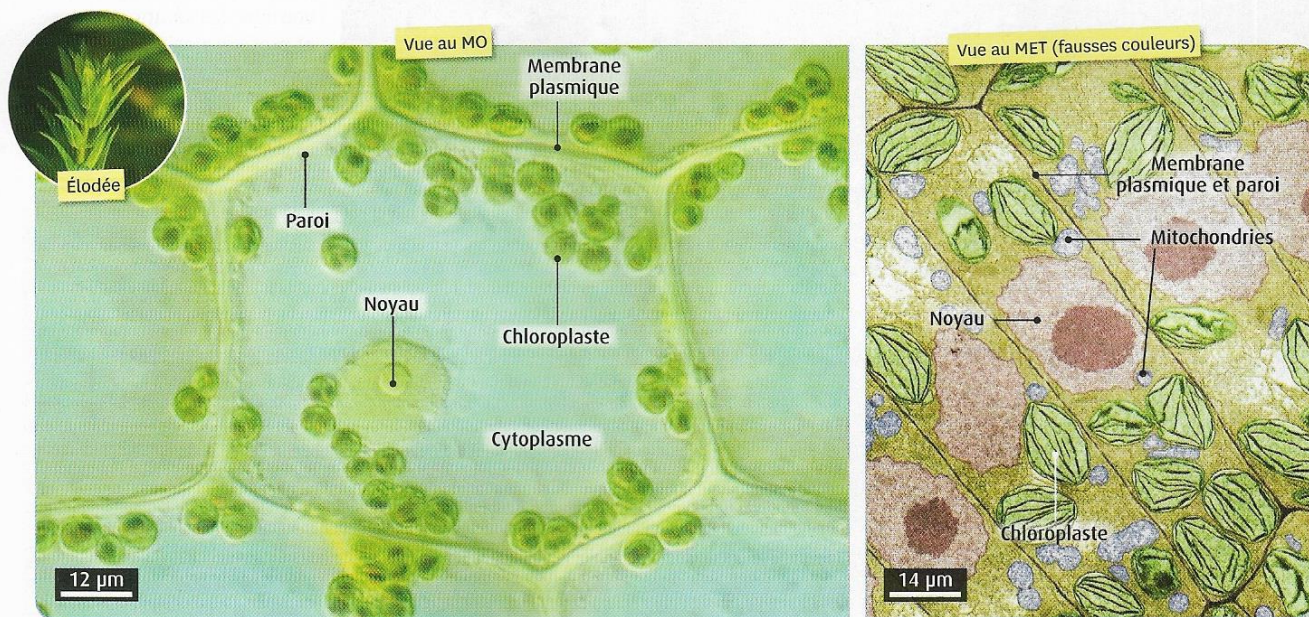 Élodée
Vue au MO
Membrane
plasmique
Paroi
Noyau
Chloroplaste
Cytoplasme
12 µm
Vue au MET (fausses couleurs)
Membrane
plasmique et paroi
Mitochondries
Noyau
Chloroplaste
14 µm